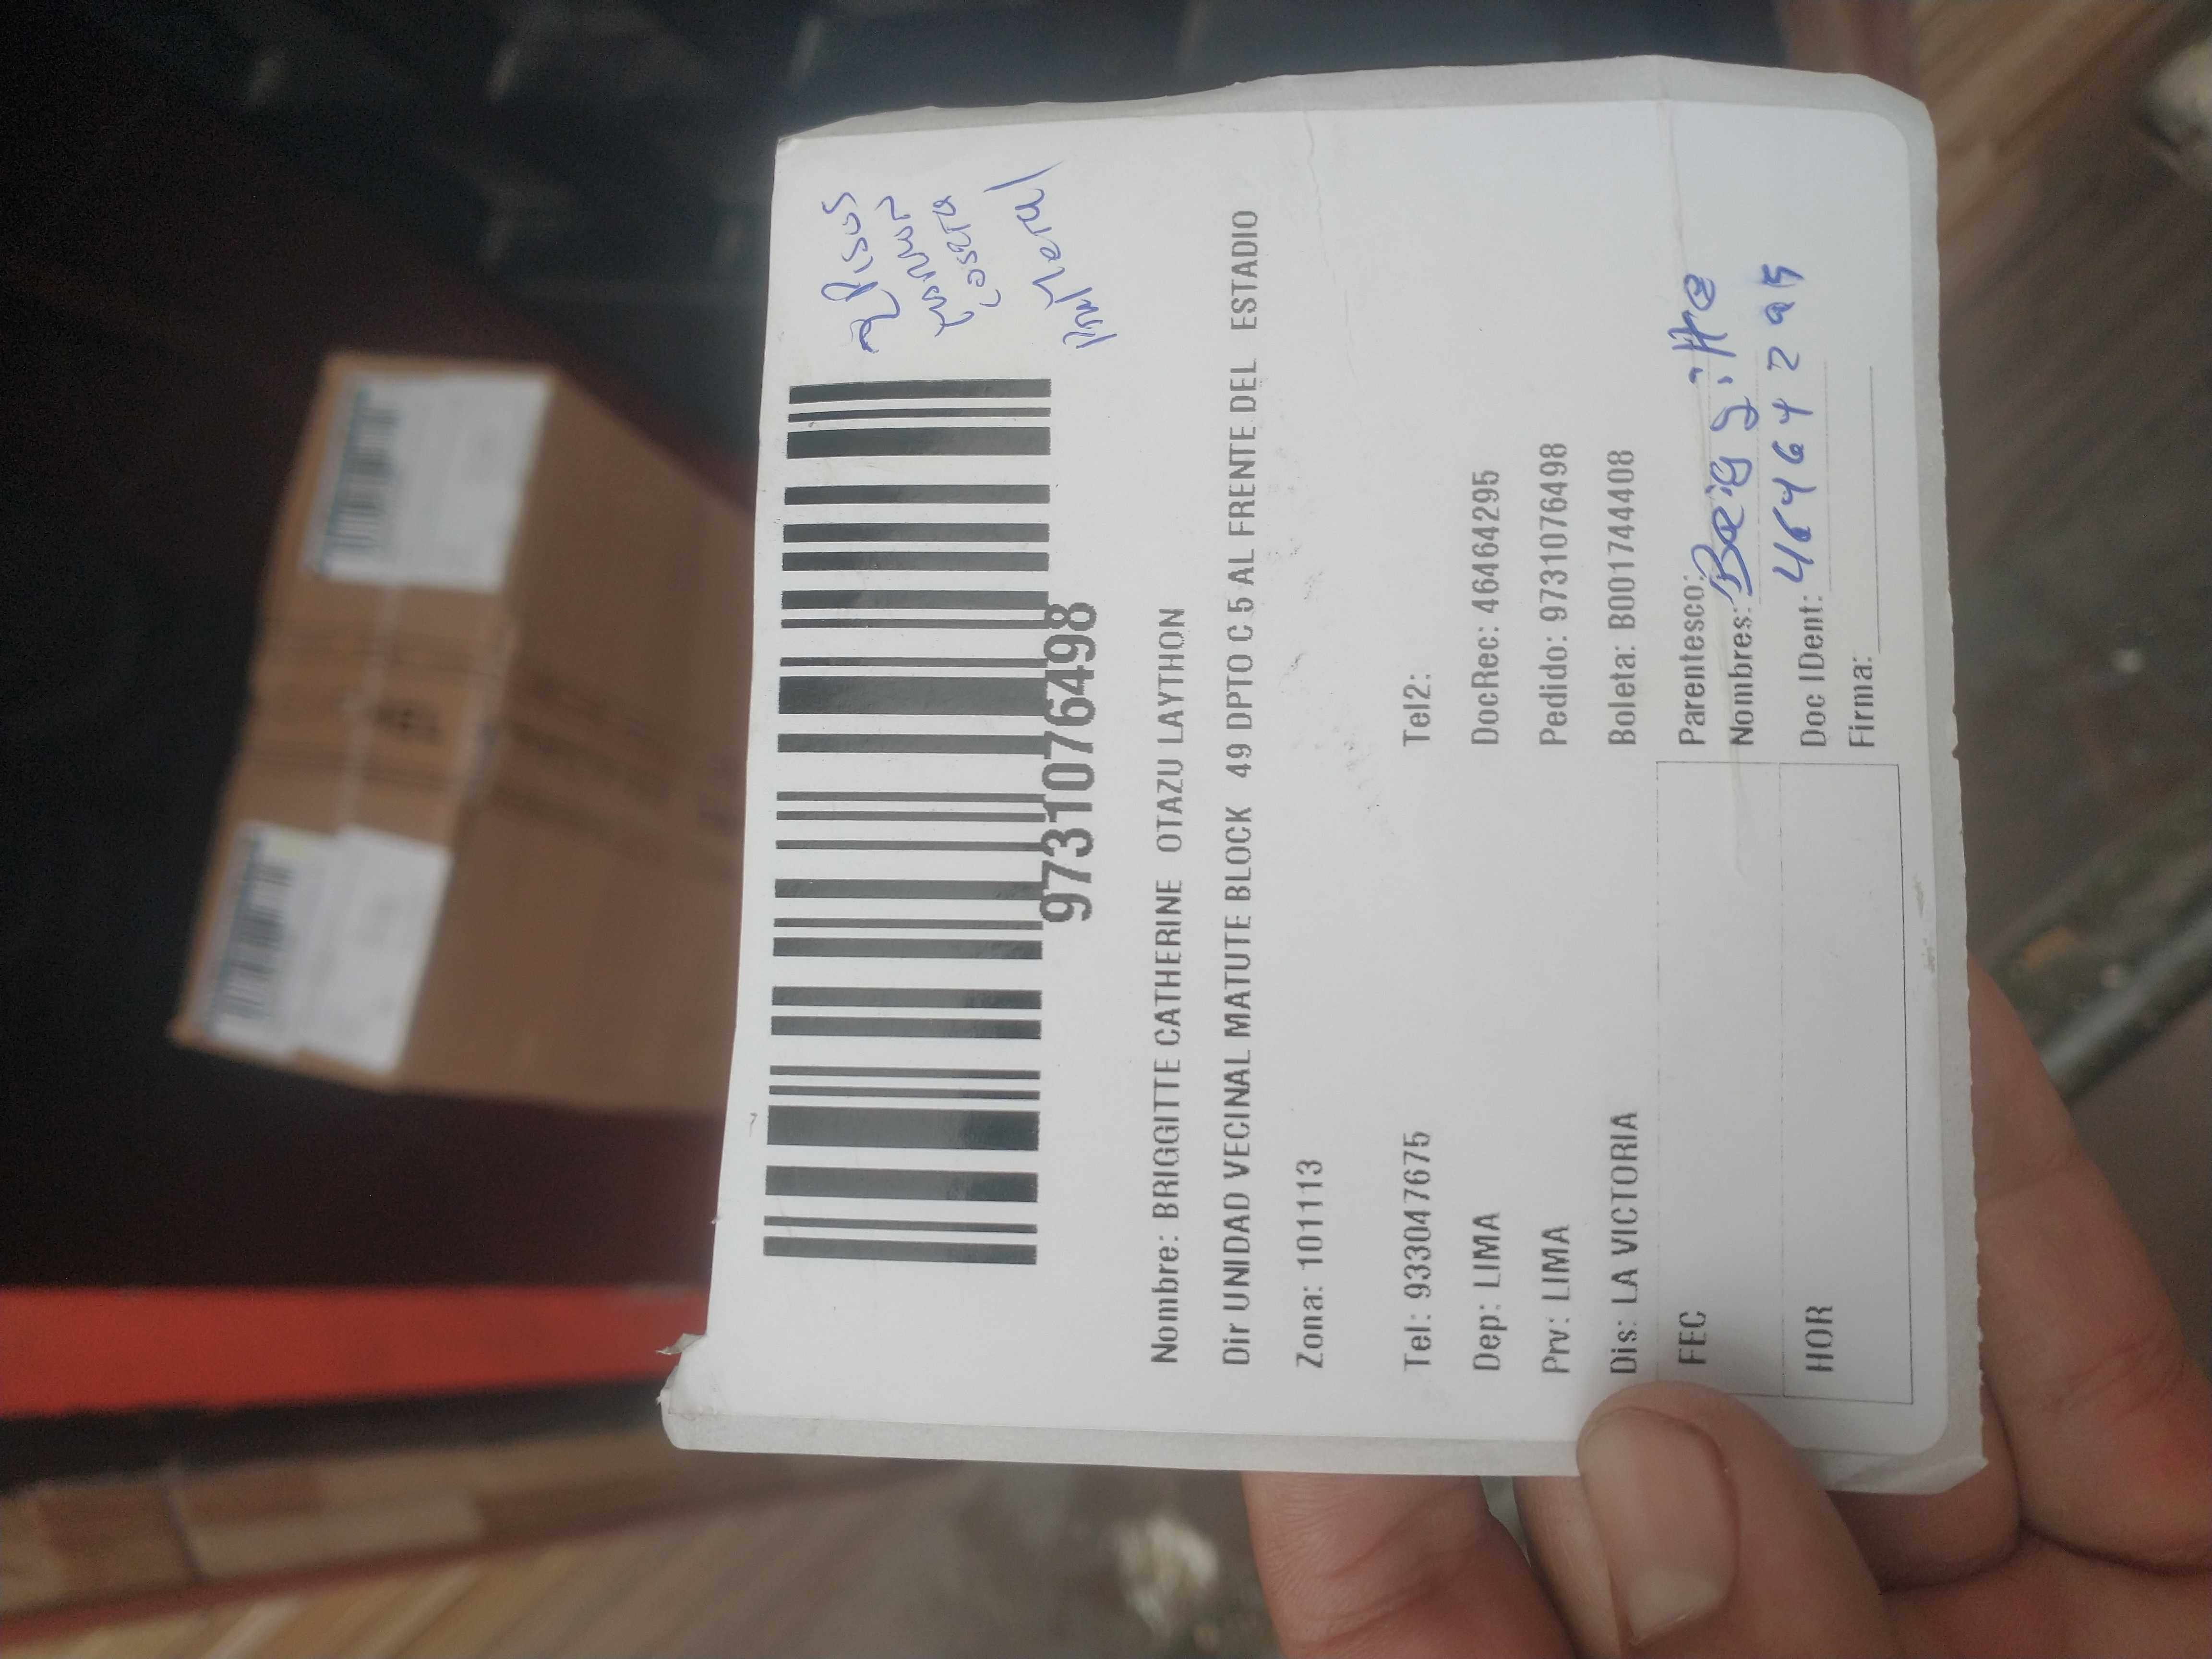 97310764​98
Nombre: BRIGGITTE CATHERINE OTAZU LAYTHON
Dir UNIDAD VECINAL MATUTE BLOCK 49 DPTO C 5 AL FRENTE DEL ESTADIO
Zona: 101113
Tel: 933047675 Tel2:
Dep: LIMA DocRec: 46464295
Prv: LIMA Pedido: 9731076498
Dis: LA VICTORIA Boleta: B001744408
FEC Parentesco:
Nombres: Briggitte
HOR Doc IDent: 46464295
Firma: